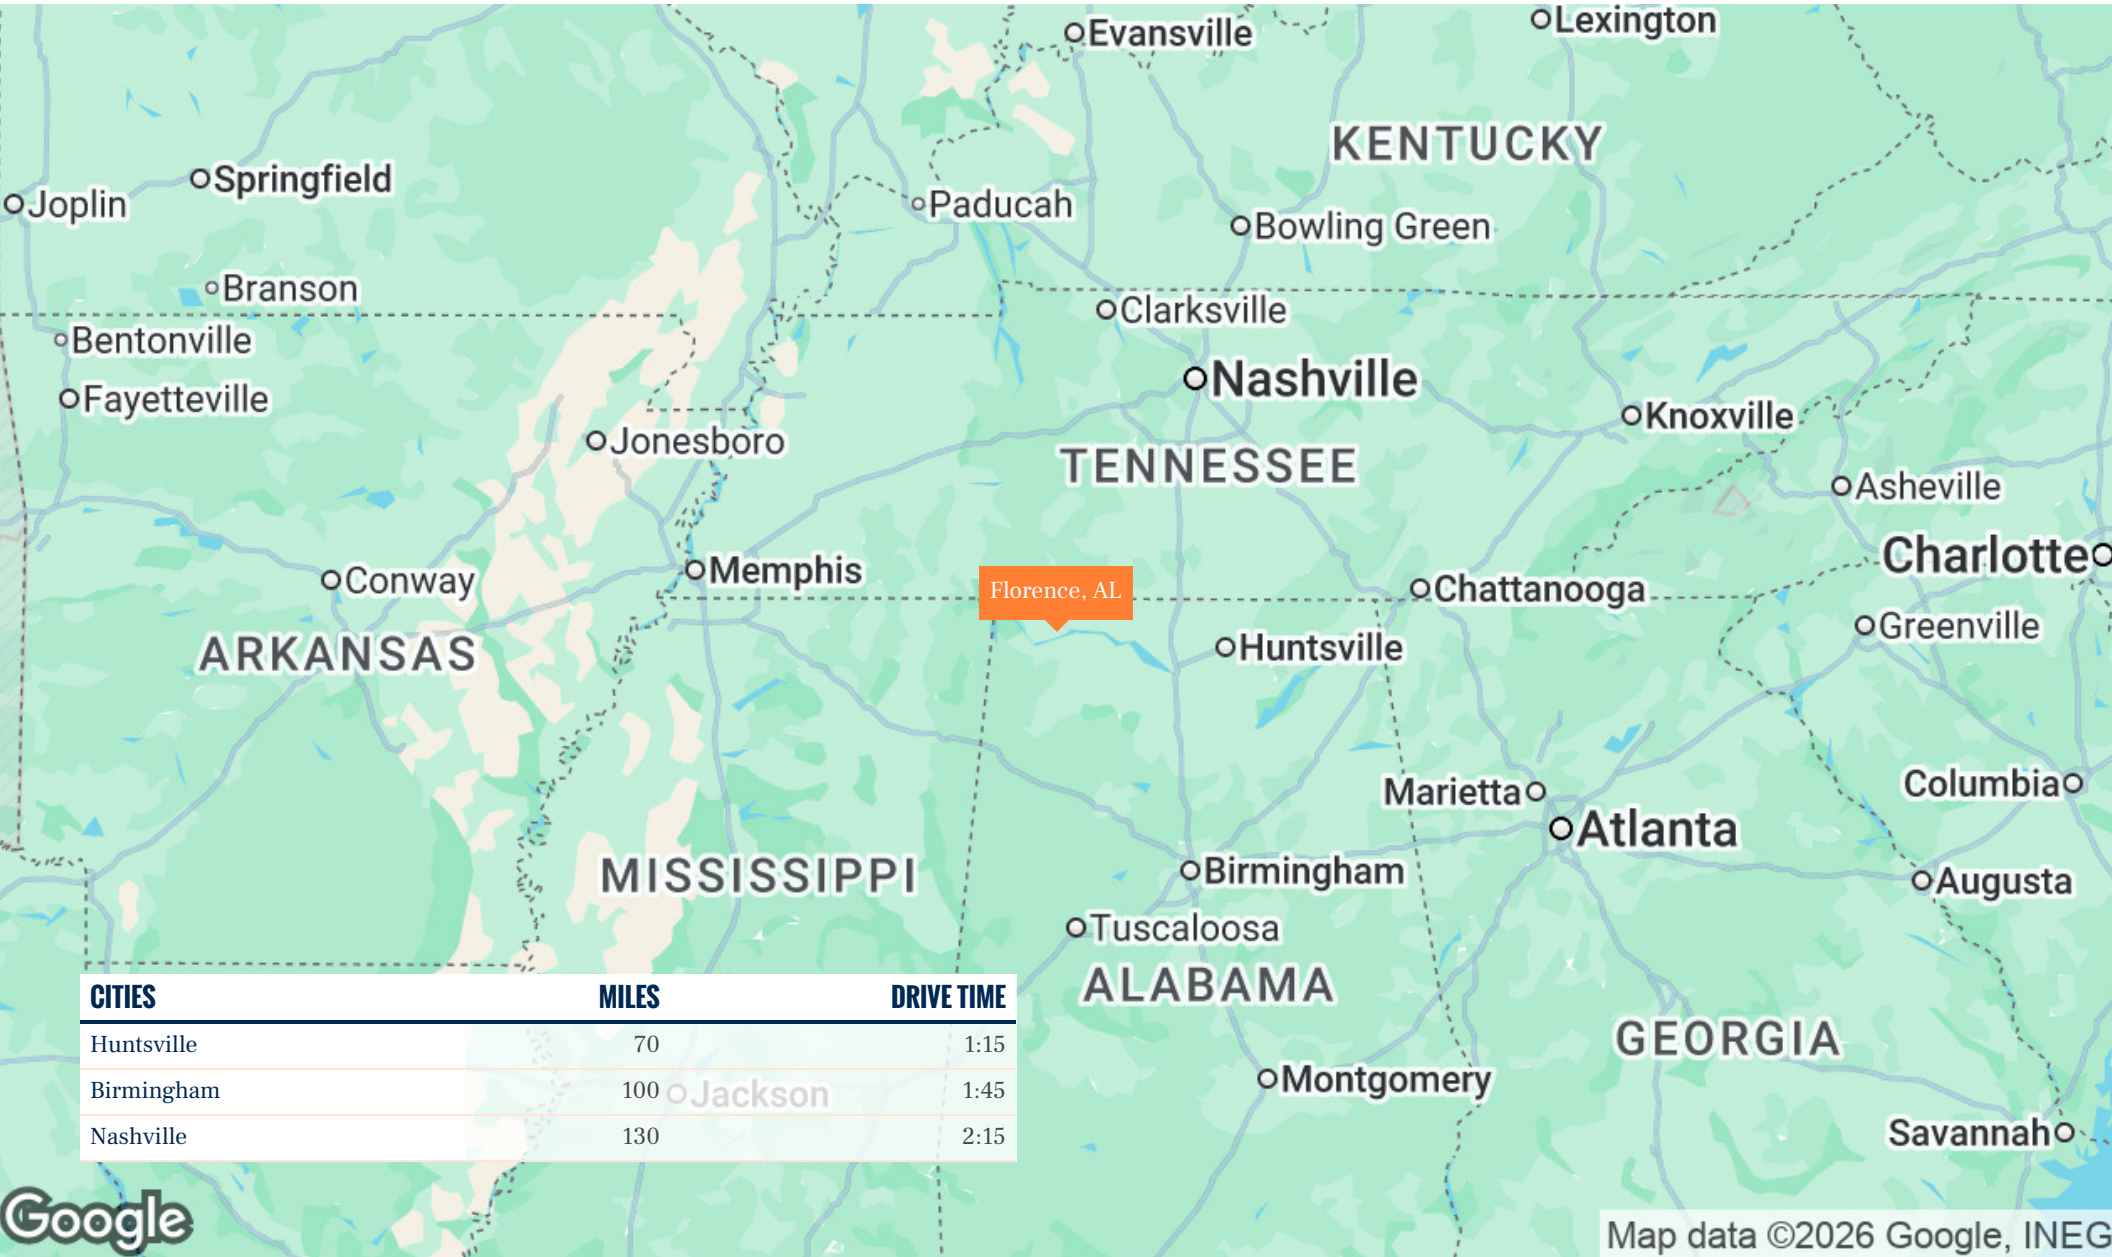 Evansville
Lexington
KENTUCKY
Springfield
Joplin
Paducah
Bowling Green
Branson
Clarksville
Bentonville
Nashville
Fayetteville
Knoxville
Jonesboro
TENNESSEE
Asheville
Charlotte
Memphis
Conway
Florence, AL
Chattanooga
Greenville
ARKANSAS
Huntsville
Columbia
Marietta
Atlanta
MISSISSIPPI
Birmingham
Augusta
Tuscaloosa
ALABAMA
CITIES MILES DRIVE TIME
Huntsville 70 1:15
Birmingham 100 1:45
Nashville 130 2:15
Jackson
GEORGIA
Montgomery
Savannah
Google
Map data ©2026 Google, INEG